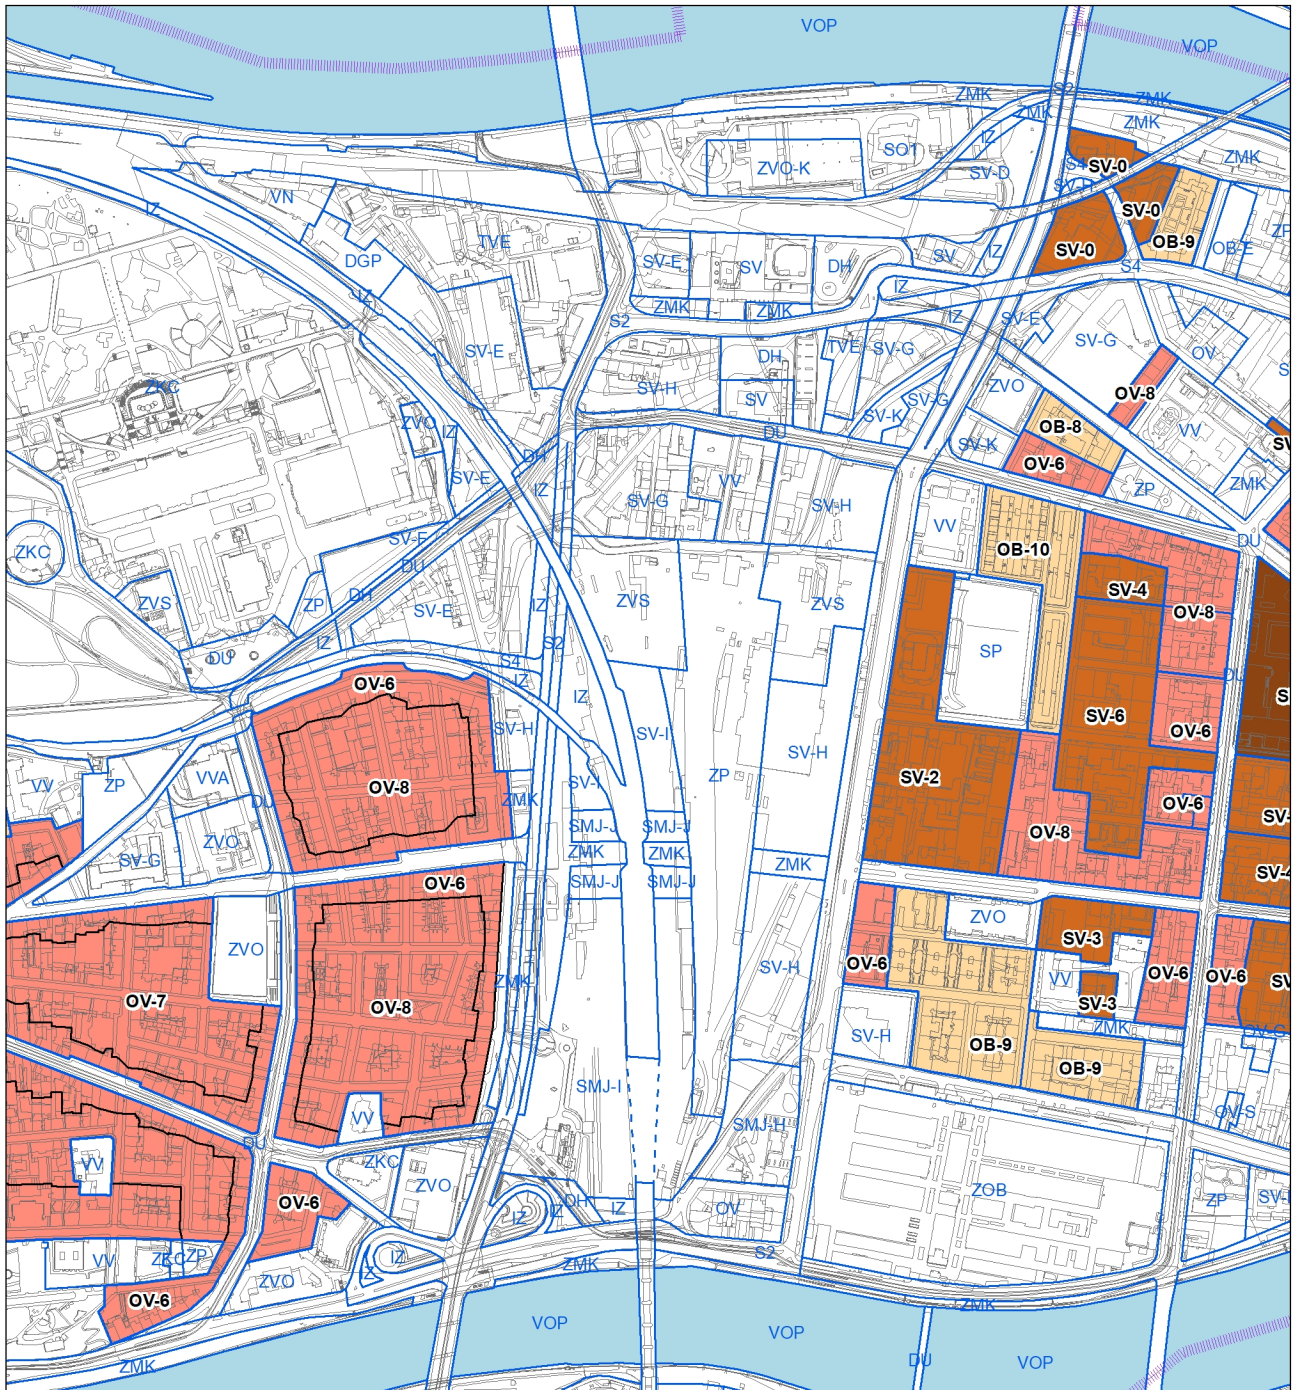 VOP
VOP
S2
ZMK
ZMK
ZMK
ZMK
IZ
SO1
ZMK
ZVO-K
S4
SV-0
SV-D
VN
IZ
SV-0
ZP
TVE
OB-9
OB-E
SV-0
DGP
SV-E
SV
DH
SV
IZ
S4
IZ
ZMK
ZMK
S2
IZ
SV-E
SV-G
SV-E
TVE
SV-G
OV
DH
SV-H
ZVO
ZKC
OV-8
SV
SV-G
ZVO
IZ
SV-K
OB-8
VV
DU
SV-K
DH
OV-6
SV-E
VV
IZ
ZP
ZMK
SV-G
SV-H
VV
SV-F
DU
ZKC
OB-10
DU
DH
SV-4
ZVS
ZP
SV-E
IZ
ZVS
ZVS
OV-8
IZ
S2
SP
DU
S4
DU
OV-6
IZ
IZ
SV-6
SV-H
SV-I
OV-6
SV-H
ZP
VV
ZP
VVA
OV-8
SV-I
SV-2
ZMK
DU
OV-6
SMJ-J
SMJ-J
OV-8
ZVO
SV-G
ZMK
ZMK
ZMK
OV-6
SMJ-J
SMJ-J
ZVO
SV-3
ZVO
OV-6
SV-H
OV-6
OV-6
VV
ZMK
OV-7
OV-8
SV-3
ZMK
SV-H
OB-9
OB-9
SMJ-I
OV-S
VV
SMJ-H
DU
VV
ZKC
ZVO
ZOB
OV-6
DH
IZ
OV
ZP
IZ
IZ
S2
VV
ZKC
ZP
IZ
IZ
ZMK
ZVO
OV-6
ZMK
VOP
VOP
DU
VOP
ZMK